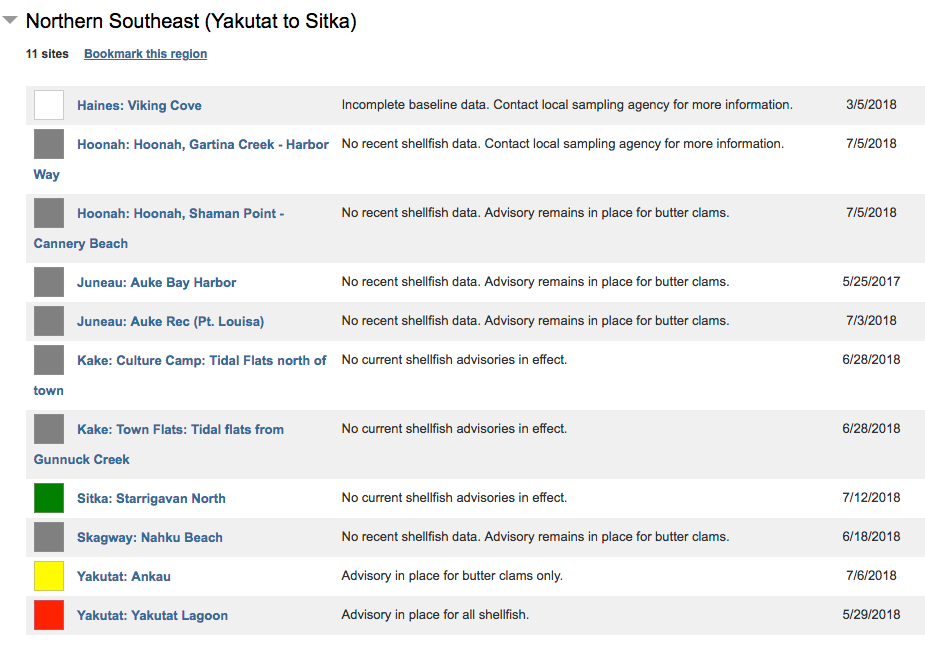 Northern Southeast (Yakutat to Sitka)
11 sites Bookmark this region
Haines: Viking Cove Incomplete baseline data. Contact local sampling agency for more information. 3/5/2018
Hoonah: Hoonah, Gartina Creek - Harbor No recent shellfish data. Contact local sampling agency for more information. 7/5/2018
Way
Hoonah: Hoonah, Shaman Point - No recent shellfish data. Advisory remains in place for butter clams. 7/5/2018
Cannery Beach
Juneau: Auke Bay Harbor No recent shellfish data. Advisory remains in place for butter clams. 5/25/2017
Juneau: Auke Rec (Pt. Louisa) No recent shellfish data. Advisory remains in place for butter clams. 7/3/2018
Kake: Culture Camp: Tidal Flats north of No current shellfish advisories in effect. 6/28/2018
town
Kake: Town Flats: Tidal flats from No current shellfish advisories in effect. 6/28/2018
Gunnuck Creek
Sitka: Starrigavan North No current shellfish advisories in effect. 7/12/2018
Skagway: Nahku Beach No recent shellfish data. Advisory remains in place for butter clams. 6/18/2018
Yakutat: Ankau Advisory in place for butter clams only. 7/6/2018
Yakutat: Yakutat Lagoon Advisory in place for all shellfish. 5/29/2018